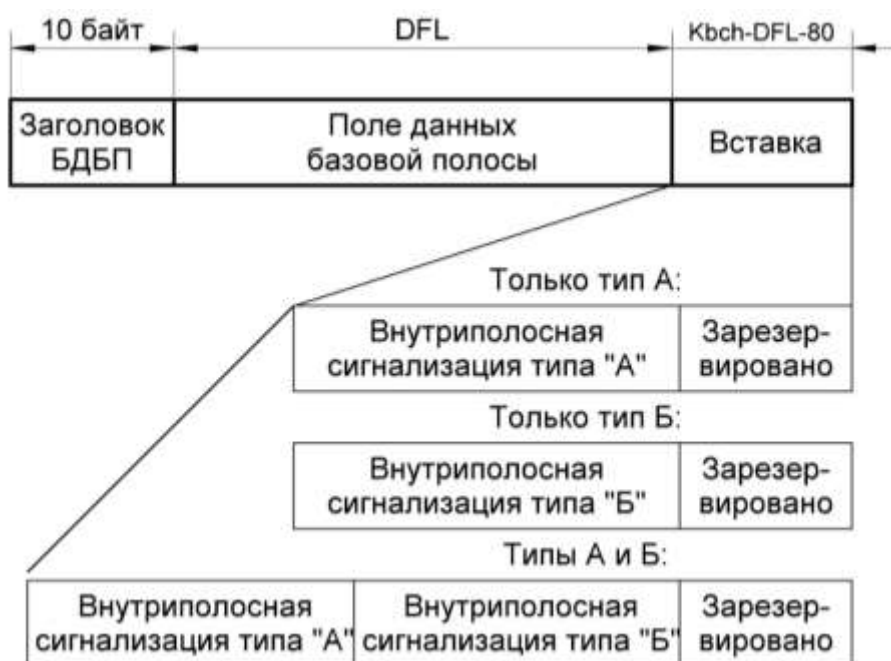 10 байт DFL Kbch-DFL-80
Заголовок БДБП
Поле данных базовой полосы
Вставка
Только тип А:
Внутриполосная
сигнализация типа "А"
Зарезер-
вировано
Только тип Б:
Внутриполосная
сигнализация типа "Б"
Зарезер-
вировано
Типы А и Б:
Внутриполосная
сигнализация типа "А"
Внутриполосная
сигнализация типа "Б"
Зарезер-
вировано